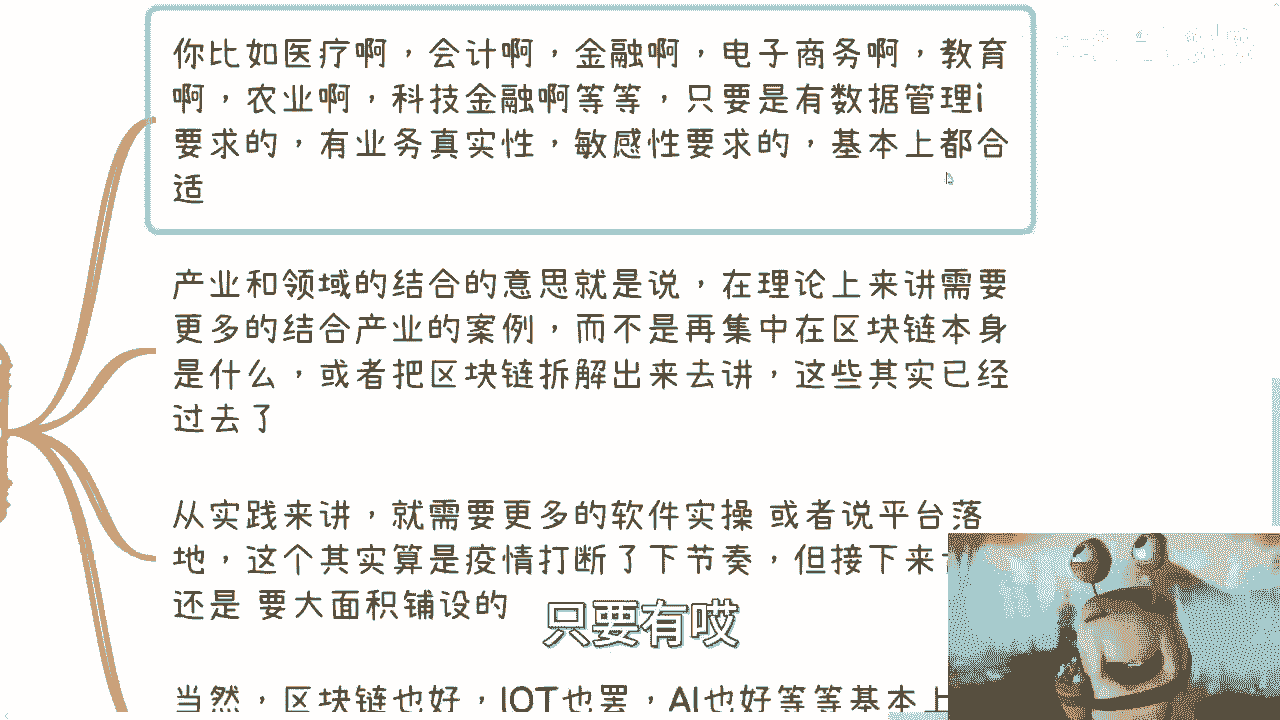 你比如医疗啊，会计啊，金融啊，电子商务啊，教育
啊，农业啊，科技金融啊等等，只要是有数据管理i
要求的，有业务真实性，敏感性要求的，基本上都合
适
产业和领域的结合的意思就是说，在理论上来讲需要
更多的结合产业的案例，而不是再集中在区块链本身
是什么，或者把区块链拆解出来去讲，这些其实已经
过去了
从实践来讲，就需要更多的软件实操 或者说平台落
地，这个其实算是疫情打断了下节奏，但接下来
还是 要大面积铺设的
只要有哎
当然，区块链也好，IOT也罢，AI也好等等基本上